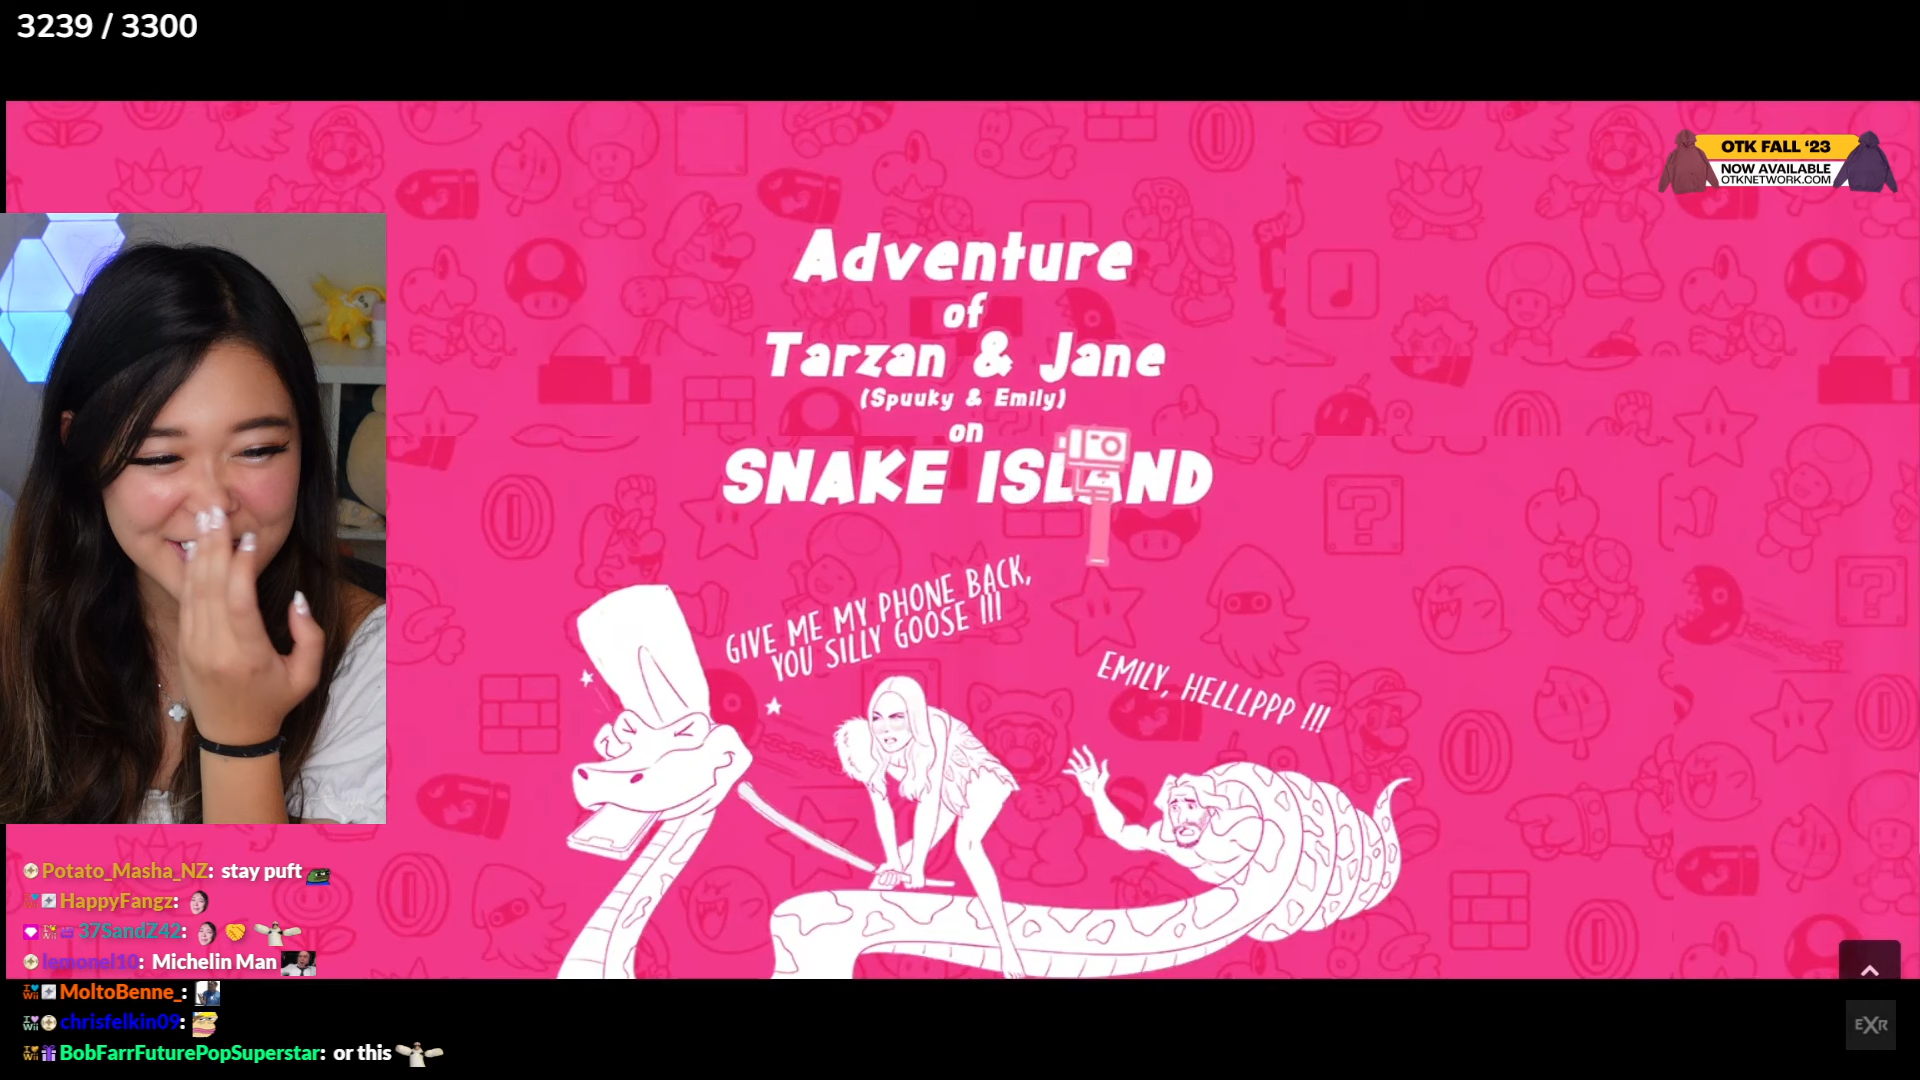 3239 / 3300
OTK FALL ‘23
NOW AVAILABLE
OTKNETWORK.COM
Adventure
of
Tarzan & Jane
(Spuuky & Emily)
on
SNAKE ISLAND
GIVE ME MY PHONE BACK,
YOU SILLY GOOSE !!!
EMILY, HELLLPPP !!!
Potato_Masha_NZ: stay puft
HappyFangz:
37SandZ42:
lemonel10: Michelin Man
MoltoBenne_:
chrisfelkin09:
BobFarrFuturePopSuperstar: or this
EXR